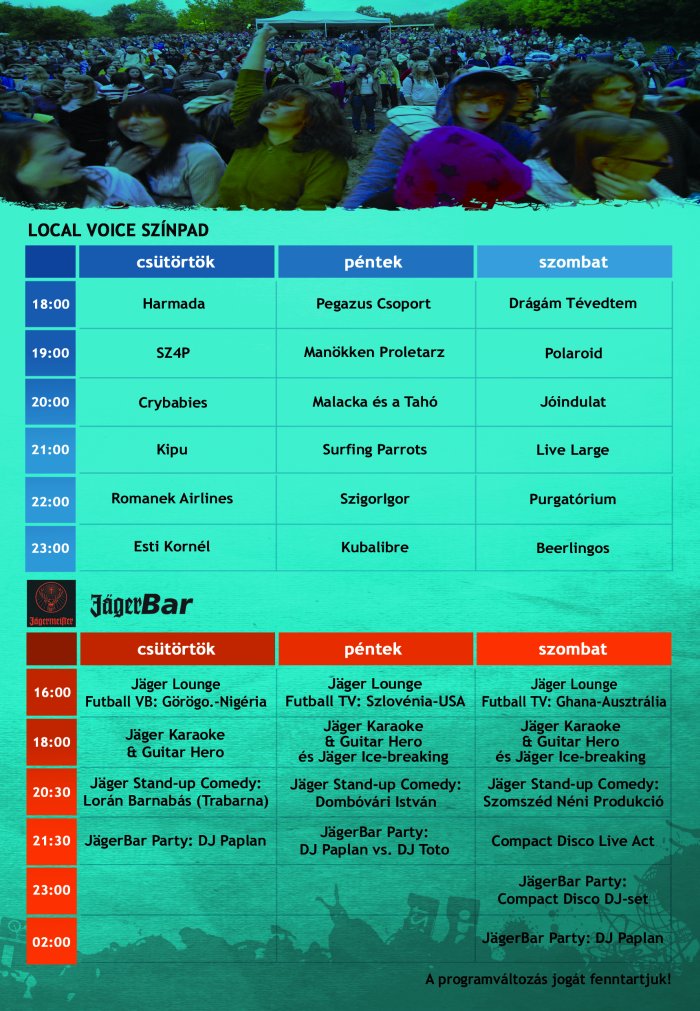 LOCAL VOICE SZÍNPAD
csütörtök péntek szombat
18:00 Harmada Pegazus Csoport Drágám Tévedtem
19:00 SZ4P Manökken Proletarz Polaroid
20:00 Crybabies Malacka és a Tahó Jóindulat
21:00 Kipu Surfing Parrots Live Large
22:00 Romanek Airlines SzigorIgor Purgatórium
23:00 Esti Kornél Kubalibre Beerlingos
Jägermeister
JägerBar
csütörtök péntek szombat
16:00 Jäger Lounge Jäger Lounge Jäger Lounge
Futball VB: Görögo.-Nigéria Futball TV: Szlovénia-USA Futball TV: Ghana-Ausztrália
18:00 Jäger Karaoke Jäger Karaoke Jäger Karaoke
& Guitar Hero & Guitar Hero & Guitar Hero
és Jäger Ice-breaking és Jäger Ice-breaking
20:30 Jäger Stand-up Comedy: Jäger Stand-up Comedy: Jäger Stand-up Comedy:
Lorán Barnabás (Trabarna) Dombóvári István Szomszéd Néni Produkció
21:30 JägerBar Party: DJ Paplan JägerBar Party: Compact Disco Live Act
DJ Paplan vs. DJ Toto
23:00 JägerBar Party:
Compact Disco DJ-set
02:00 JägerBar Party: DJ Paplan
A programváltozás jogát fenntartjuk!